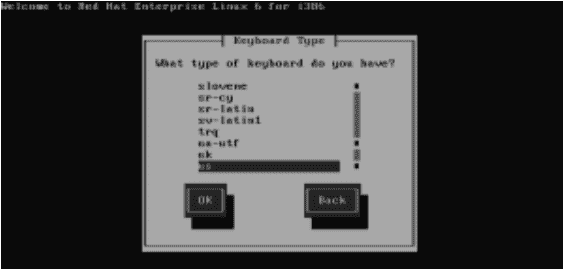 Welcome to Red Hat Enterprise Linux 6 for i386
Keyboard Type
What type of keyboard do you have?
slovene
sr-cy
sr-latin
sv-latin1
trq
ua-utf
uk
us
OK
Back